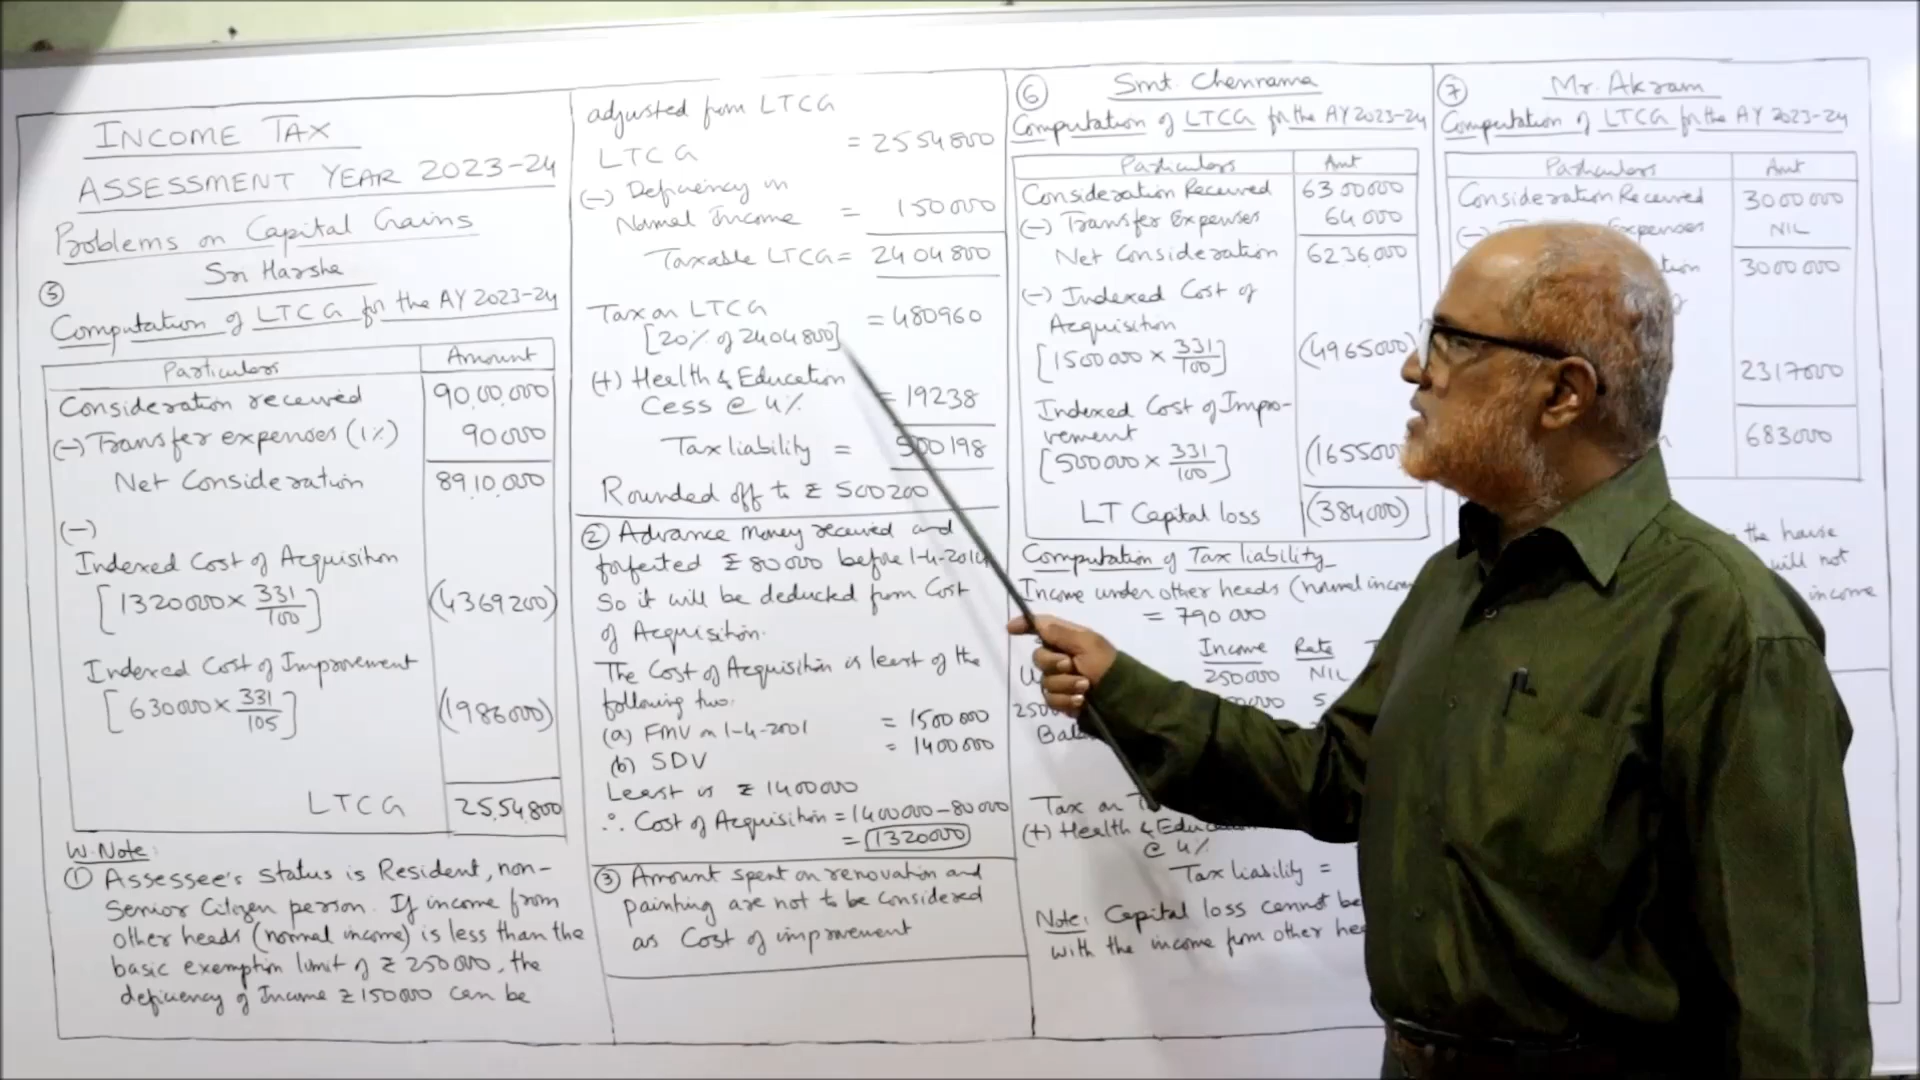 INCOME TAX
ASSESSMENT YEAR 2023-24
Problems on Capital Gains
⑤ Sri Harsha
Computation of LTCG for the AY 2023-24
Particulars Amount
Consideration received 90,00,000
(-) Transfer expenses (1%) 90000
Net Consideration 89,10,000
(-)
Indexed Cost of Acquisition
[1320000 × 331/100] (4369200)
Indexed Cost of Improvement
[630000 × 331/105] (1986000)
LTCG 25,54,800
W.Note:
① Assessee's status is Resident, non-
Senior Citizen person. If income from
other heads (normal income) is less than the
basic exemption limit of ₹ 250000, the
deficiency of Income ₹ 150000 can be
adjusted from LTCG
LTCG = 2554800
(-) Deficiency in
Normal Income = 150000
Taxable LTCG = 2404800
Tax on LTCG
[20% of 2404800] = 480960
(+) Health & Education
Cess @ 4% = 19238
Tax liability = 500198
Rounded off to ₹ 500200
② Advance money received and
forfeited ₹ 80000 before 1-4-2014
So it will be deducted from Cost
of Acquisition.
The Cost of Acquisition is least of the
following two:
(a) FMV on 1-4-2001 = 1500000
(b) SDV = 1400000
Least is ₹ 1400000
∴ Cost of Acquisition = 1400000-80000
= 1320000
③ Amount spent on renovation and
painting are not to be considered
as Cost of improvement
⑥ Smt. Chennama
Computation of LTCG for the AY 2023-24
Particulars Amt
Consideration Received 6300000
(-) Transfer Expenses 64000
Net Consideration 6236000
(-) Indexed Cost of
Acquisition
[1500000 × 331/100] (4965000)
Indexed Cost of Impro-
vement
[500000 × 331/100] (1655000
LT Capital loss (384000)
Computation of Tax liability
Income under other heads (normal incom
= 790000
Income Rate
250000 NIL
5
Tax on
(+) Health & Education
@ 4%
Tax liability =
Note: Capital loss cannot be
with the income from other hea
⑦ Mr. Akram
Computation of LTCG for the AY 2023-24
Particulars Amt
Consideration Received 3000000
(-) Expenses NIL
3000000
2317000
683000
in the house
will not
income